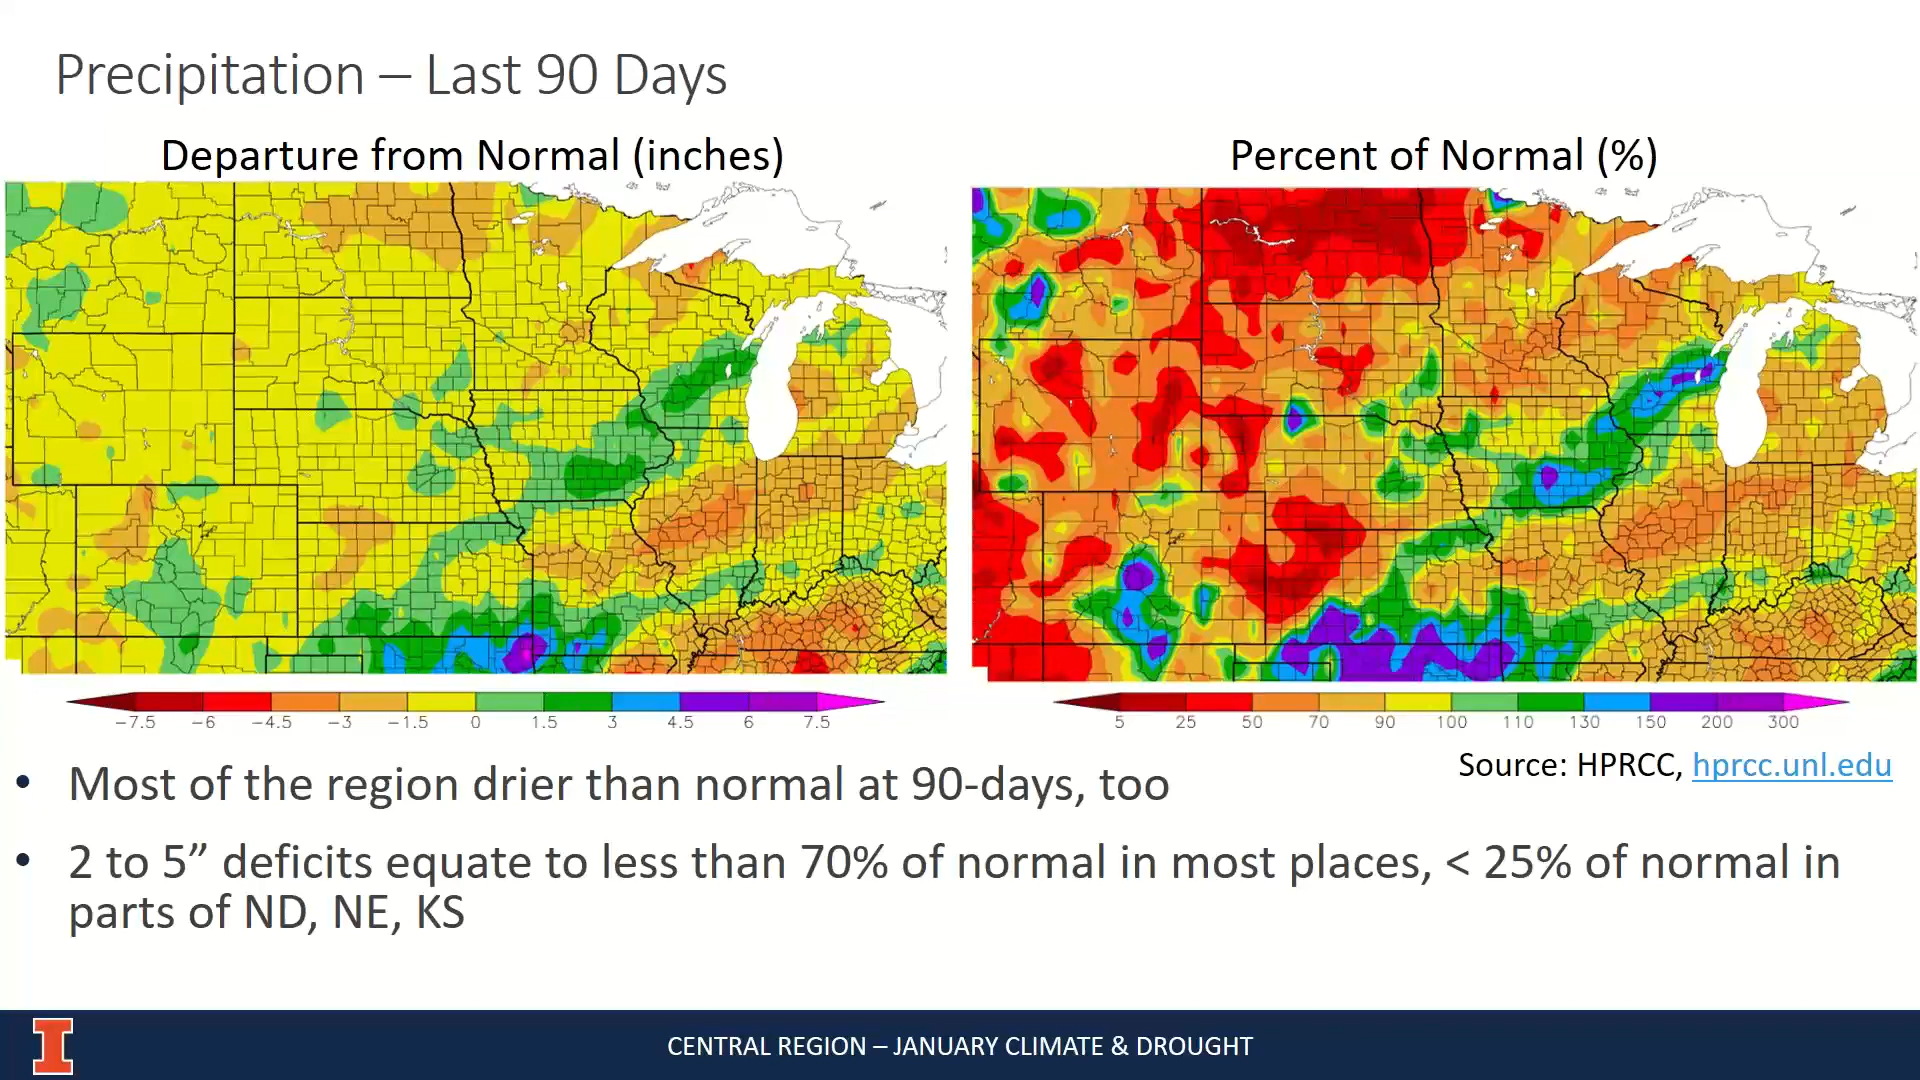 Precipitation – Last 90 Days
Departure from Normal (inches)
Percent of Normal (%)
−7.5 −6 −4.5 −3 −1.5 0 1.5 3 4.5 6 7.5
5 25 50 70 90 100 110 130 150 200 300
Source: HPRCC, hprcc.unl.edu
• Most of the region drier than normal at 90-days, too
• 2 to 5” deficits equate to less than 70% of normal in most places, < 25% of normal in
parts of ND, NE, KS
I
CENTRAL REGION – JANUARY CLIMATE & DROUGHT